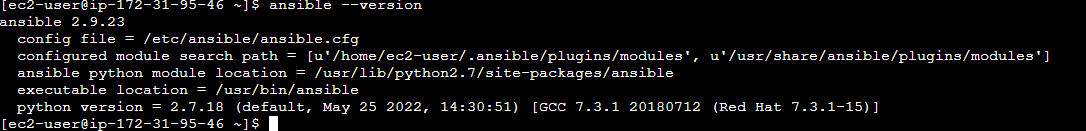 [ec2-user@ip-172-31-95-46 ~]$ ansible --version
ansible 2.9.23
  config file = /etc/ansible/ansible.cfg
  configured module search path = [u'/home/ec2-user/.ansible/plugins/modules', u'/usr/share/ansible/plugins/modules']
  ansible python module location = /usr/lib/python2.7/site-packages/ansible
  executable location = /usr/bin/ansible
  python version = 2.7.18 (default, May 25 2022, 14:30:51) [GCC 7.3.1 20180712 (Red Hat 7.3.1-15)]
[ec2-user@ip-172-31-95-46 ~]$